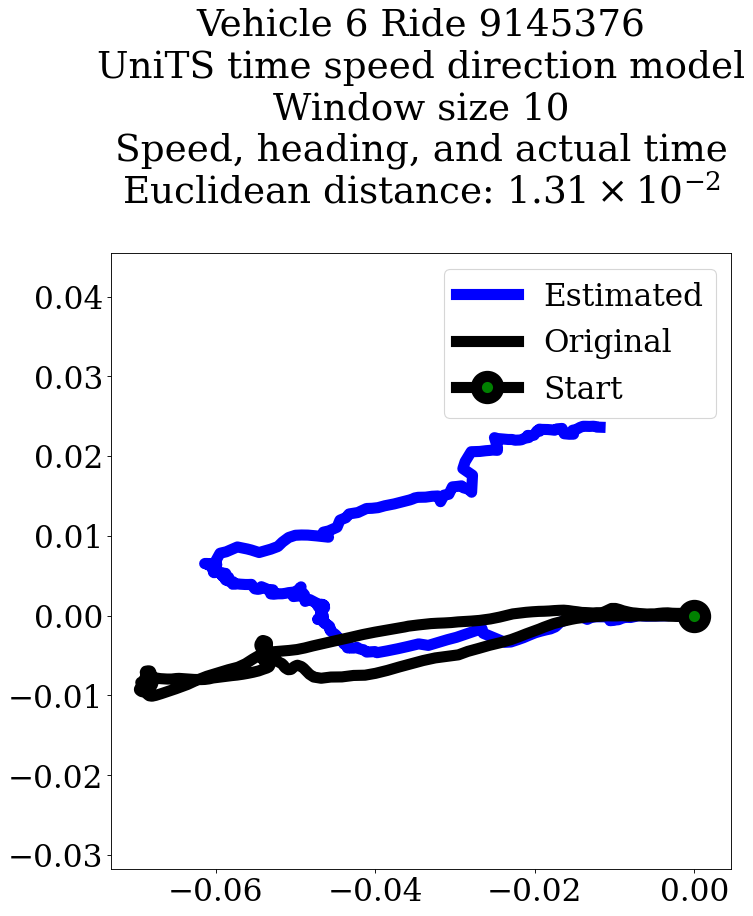 Vehicle 6 Ride 9145376
UniTS time speed direction model
Window size 10
Speed, heading, and actual time
Euclidean distance: 1.31 × 10⁻²
Estimated
Original
Start
0.04
0.03
0.02
0.01
0.00
−0.01
−0.02
−0.03
−0.06
−0.04
−0.02
0.00